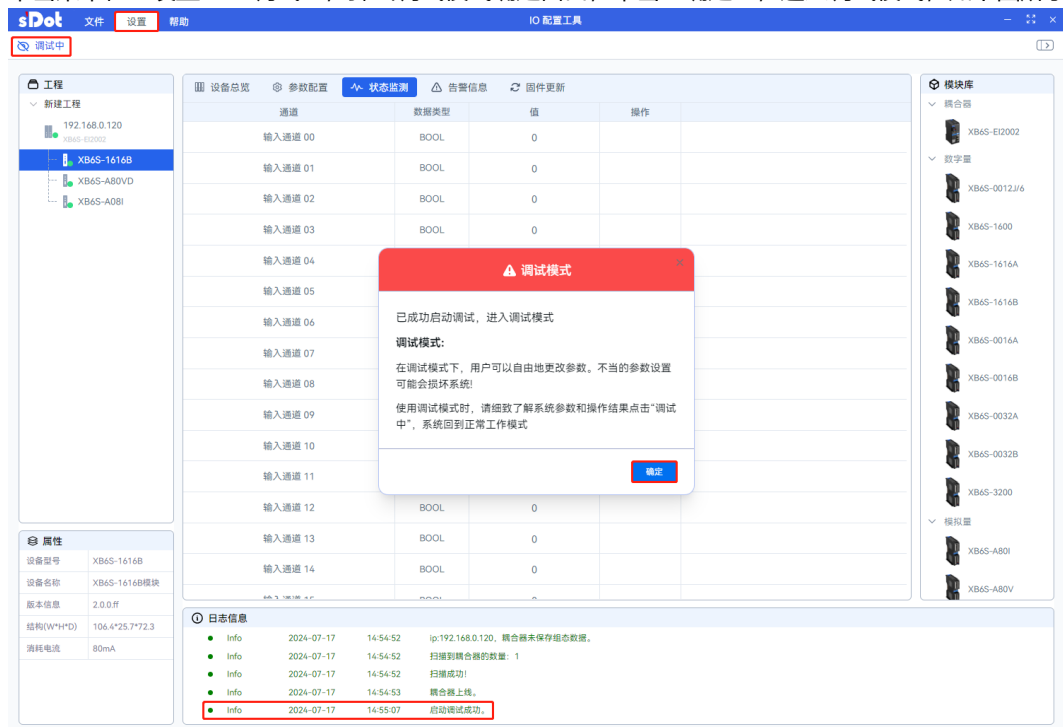 sDot 文件 设置 帮助 IO 配置工具
调试中
工程
新建工程
192.168.0.120
XB6S-EI2002
XB6S-1616B
XB6S-A80VD
XB6S-A08I
设备总览 参数配置 状态监测 告警信息 固件更新
通道 数据类型 值 操作
输入通道 00 BOOL 0
输入通道 01 BOOL 0
输入通道 02 BOOL 0
输入通道 03 BOOL 0
输入通道 04
输入通道 05
输入通道 06
输入通道 07
输入通道 08
输入通道 09
输入通道 10
输入通道 11
输入通道 12 BOOL 0
输入通道 13 BOOL 0
输入通道 14 BOOL 0
调试模式
已成功启动调试，进入调试模式
调试模式:
在调试模式下，用户可以自由地更改参数。不当的参数设置
可能会损坏系统!
使用调试模式时，请细致了解系统参数和操作结果点击“调试
中”，系统回到正常工作模式
确定
模块库
耦合器
XB6S-EI2002
数字量
XB6S-0012J/6
XB6S-1600
XB6S-1616A
XB6S-1616B
XB6S-0016A
XB6S-0016B
XB6S-0032A
XB6S-0032B
XB6S-3200
模拟量
XB6S-A80I
XB6S-A80V
属性
设备型号 XB6S-1616B
设备名称 XB6S-1616B模块
版本信息 2.0.0.ff
结构(W*H*D) 106.4*25.7*72.3
消耗电流 80mA
日志信息
Info 2024-07-17 14:54:52 ip:192.168.0.120，耦合器未保存组态数据。
Info 2024-07-17 14:54:52 扫描到耦合器的数量：1
Info 2024-07-17 14:54:52 扫描成功!
Info 2024-07-17 14:54:53 耦合器上线。
Info 2024-07-17 14:55:07 启动调试成功。